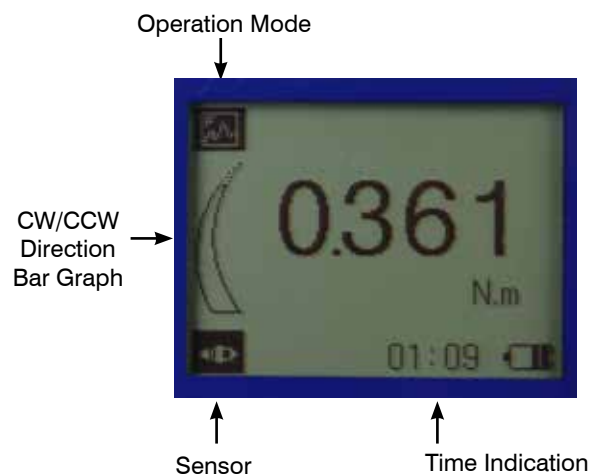 Operation Mode
0.361
CW/CCW
Direction
Bar Graph
N.m
01:09
Sensor
Time Indication